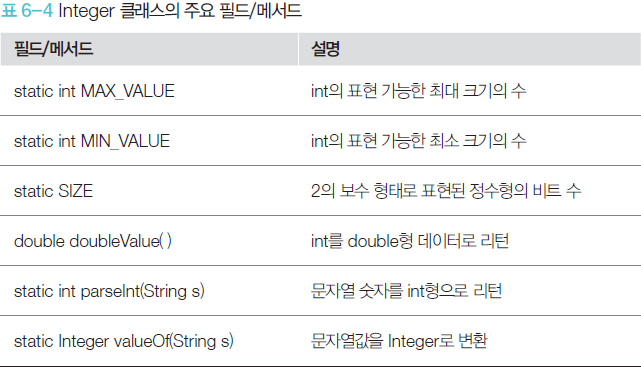 표 6-4 Integer 클래스의 주요 필드/메서드
필드/메서드 설명
static int MAX_VALUE int의 표현 가능한 최대 크기의 수
static int MIN_VALUE int의 표현 가능한 최소 크기의 수
static SIZE 2의 보수 형태로 표현된 정수형의 비트 수
double doubleValue( ) int를 double형 데이터로 리턴
static int parseInt(String s) 문자열 숫자를 int형으로 리턴
static Integer valueOf(String s) 문자열값을 Integer로 변환